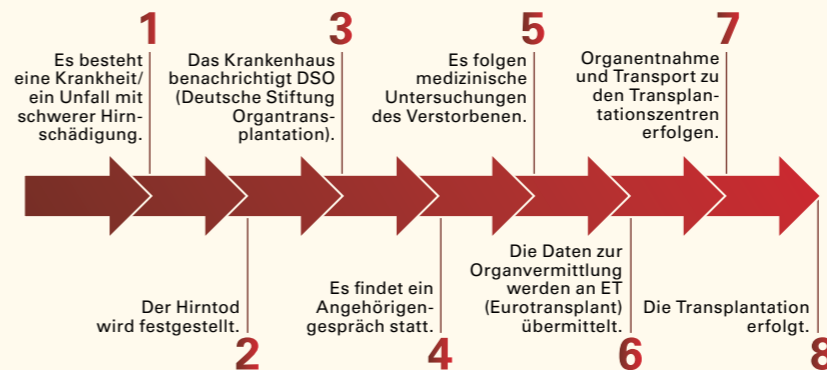 1
Es besteht
eine Krankheit/
ein Unfall mit
schwerer Hirn-
schädigung.
2
Der Hirntod
wird festgestellt.
3
Das Krankenhaus
benachrichtigt DSO
(Deutsche Stiftung
Organtrans-
plantation).
4
Es findet ein
Angehörigen-
gespräch statt.
5
Es folgen
medizinische
Untersuchungen
des Verstorbenen.
6
Die Daten zur
Organvermittlung
werden an ET
(Eurotransplant)
übermittelt.
7
Organentnahme
und Transport zu
den Transplan-
tationszentren
erfolgen.
8
Die Transplantation
erfolgt.